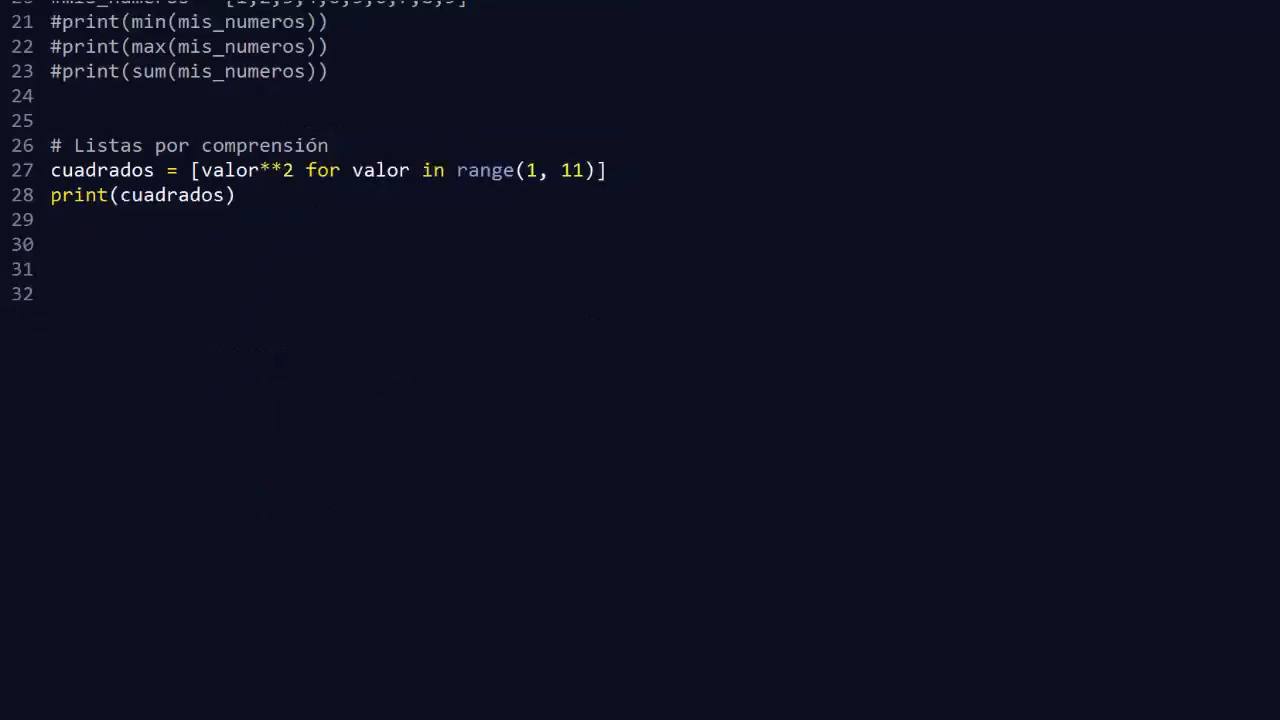 21 #print(min(mis_numeros))
22 #print(max(mis_numeros))
23 #print(sum(mis_numeros))
24
25
26 # Listas por comprensión
27 cuadrados = [valor**2 for valor in range(1, 11)]
28 print(cuadrados)
29
30
31
32